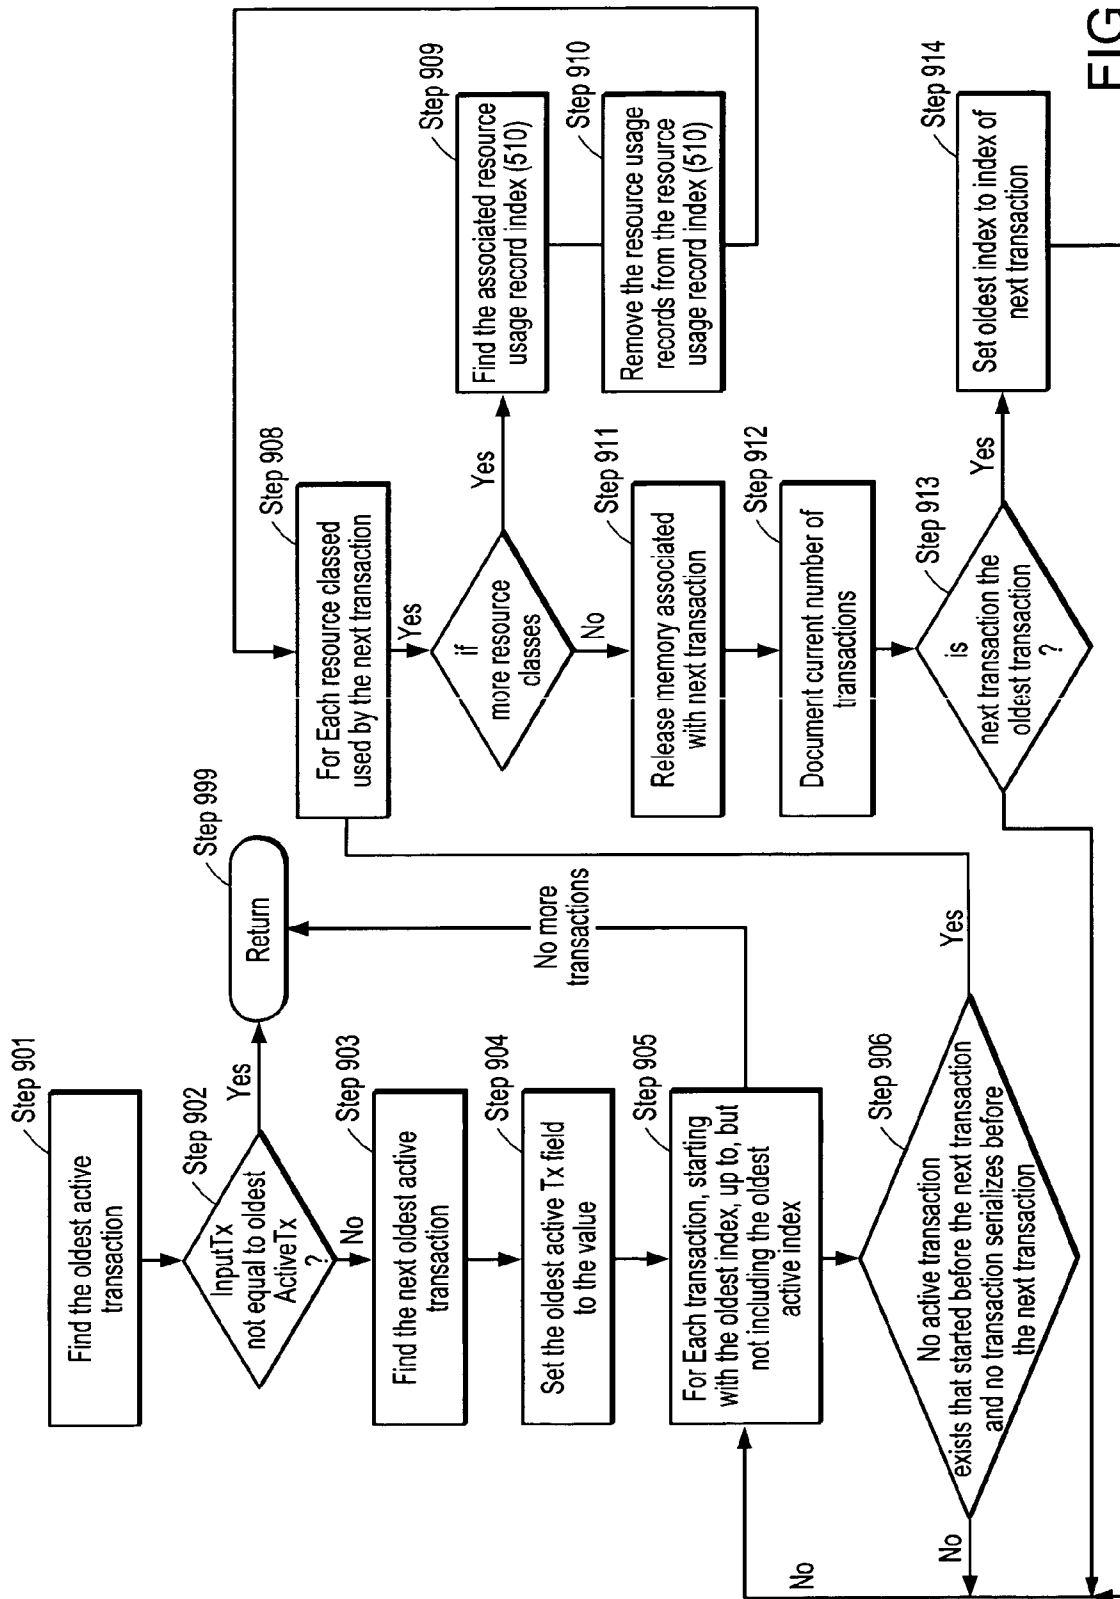 Step 901
Find the oldest active
transaction
Step 902
InputTx
not equal to oldest
ActiveTx
?
Yes
Step 999
Return
No
Step 903
Find the next oldest active
transaction
Step 904
Set the oldest active Tx field
to the value
Step 905
For Each transaction, starting
with the oldest index, up to, but
not including the oldest
active index
No more
transactions
Step 906
No active transaction
exists that started before the next transaction
and no transaction serializes before
the next transaction
Yes
No
No
Step 908
For Each resource classed
used by the next transaction
Yes
if
more resource
classes
Yes
Step 909
Find the associated resource
usage record index (510)
Step 910
Remove the resource usage
records from the resource
usage record index (510)
No
Step 911
Release memory associated
with next transaction
Step 912
Document current number of
transactions
Step 913
is
next transaction the
oldest transaction
?
Yes
Step 914
Set oldest index to index of
next transaction
FIG